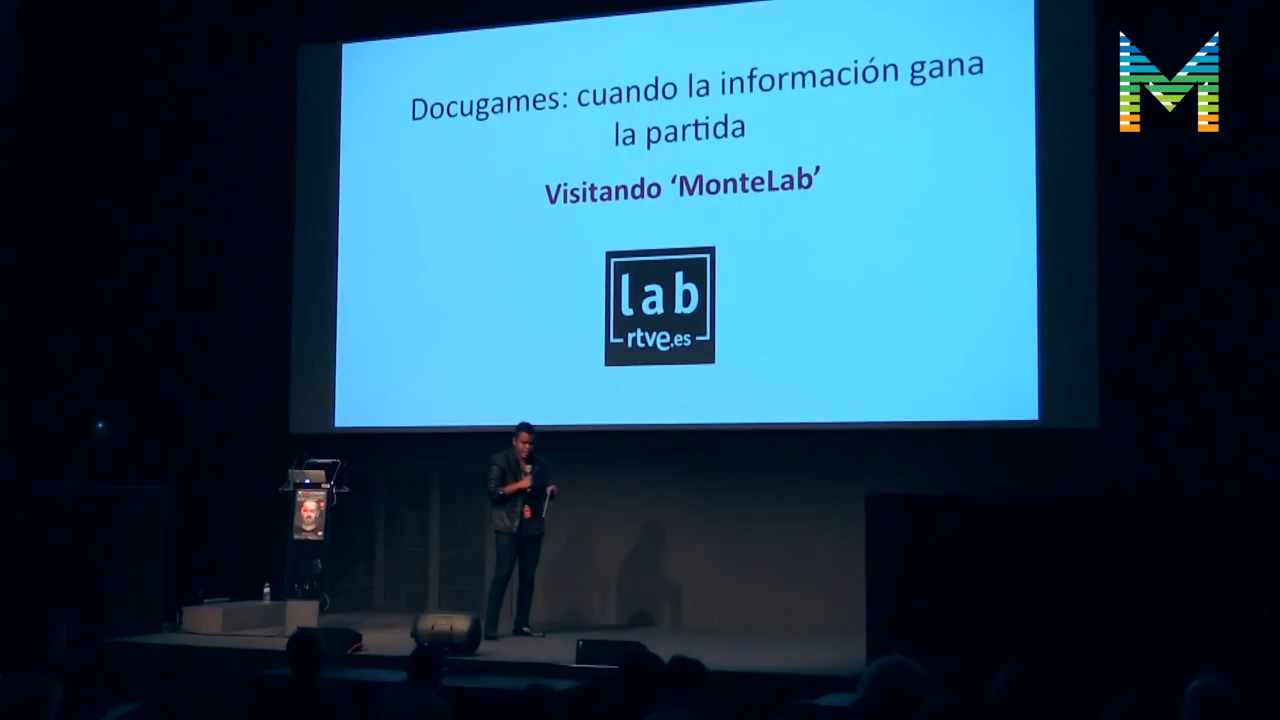 Docugames: cuando la información gana
la partida
Visitando ‘MonteLab’
lab
rtve.es
M